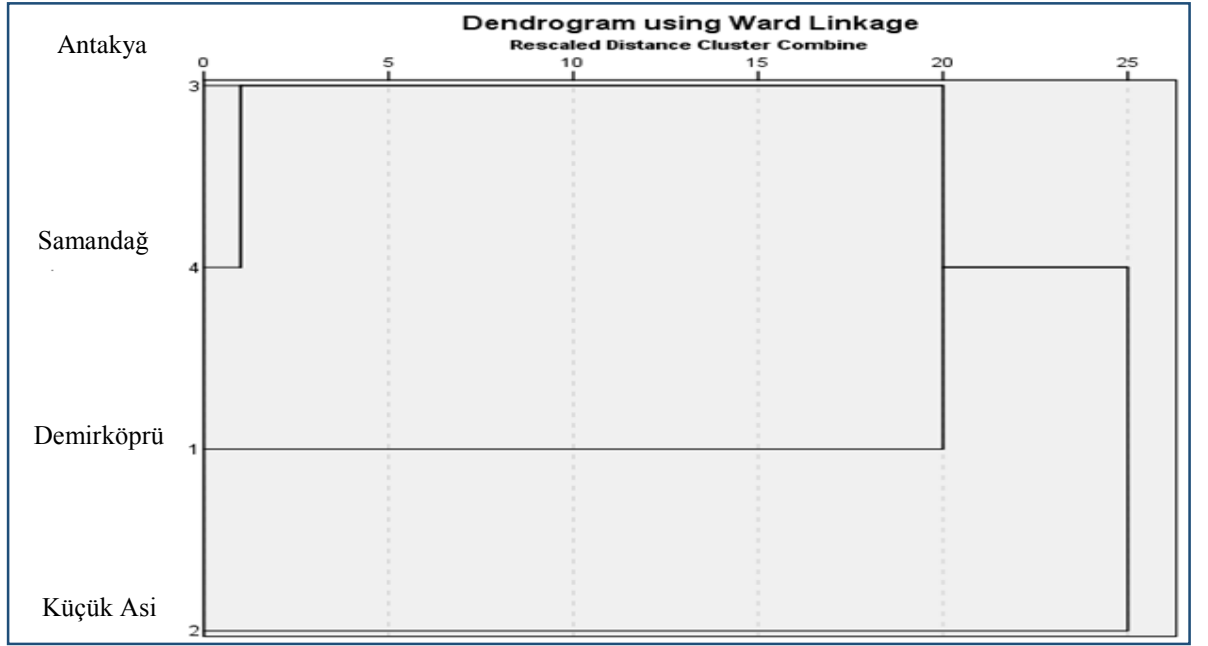 Dendrogram using Ward Linkage
Rescaled Distance Cluster Combine
0 5 10 15 20 25
Antakya
3
Samandağ
4
Demirköprü
1
Küçük Asi
2